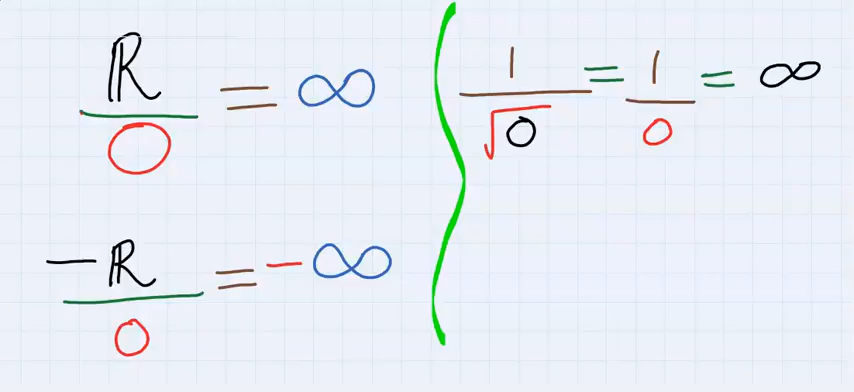 ℝ/0 = ∞
-ℝ/0 = -∞
1/√0 = 1/0 = ∞